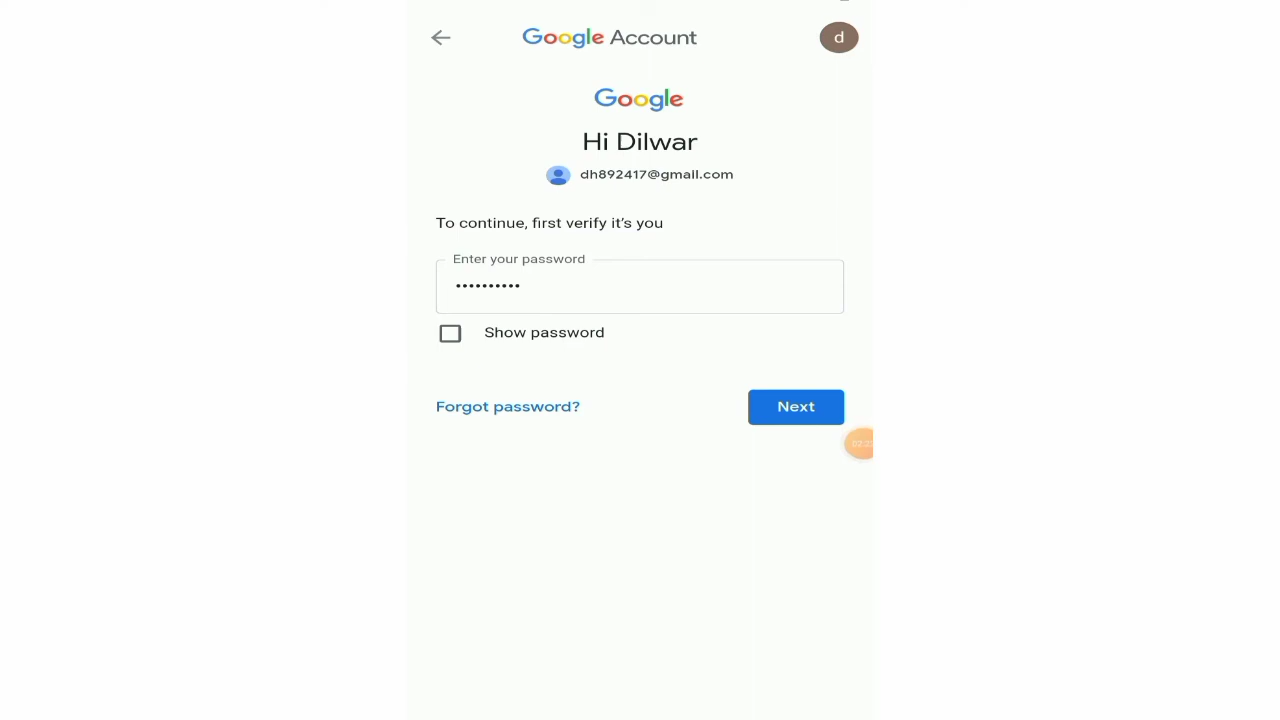 Google Account
d
Google
Hi Dilwar
dh892417@gmail.com
To continue, first verify it's you
Enter your password
••••••••••
Show password
Forgot password?
Next